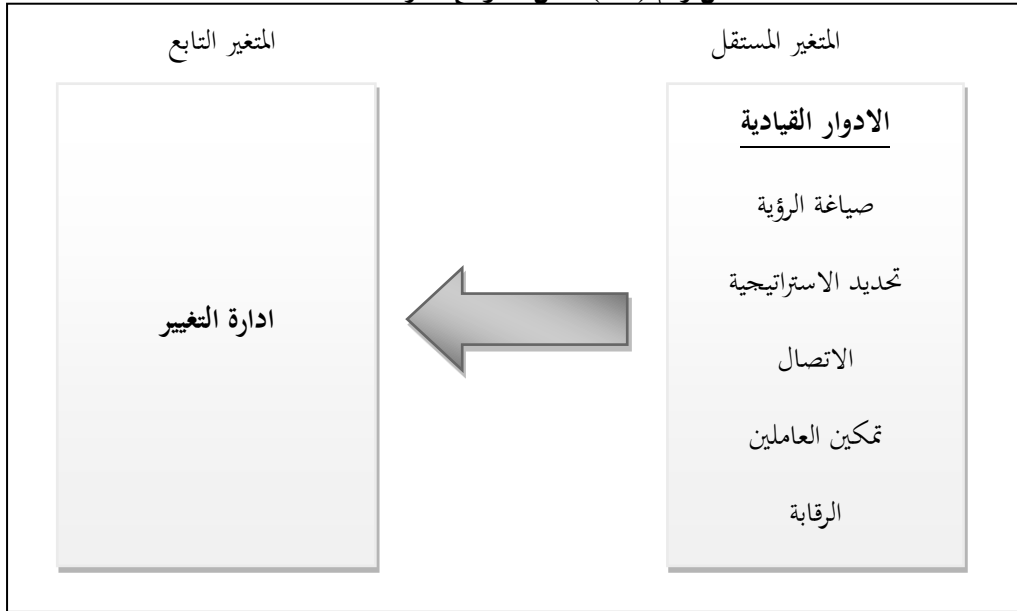 المتغير المستقل
المتغير التابع
الادوار القيادية
صياغة الرؤية
تحديد الاستراتيجية
الاتصال
تمكين العاملين
الرقابة
ادارة التغيير